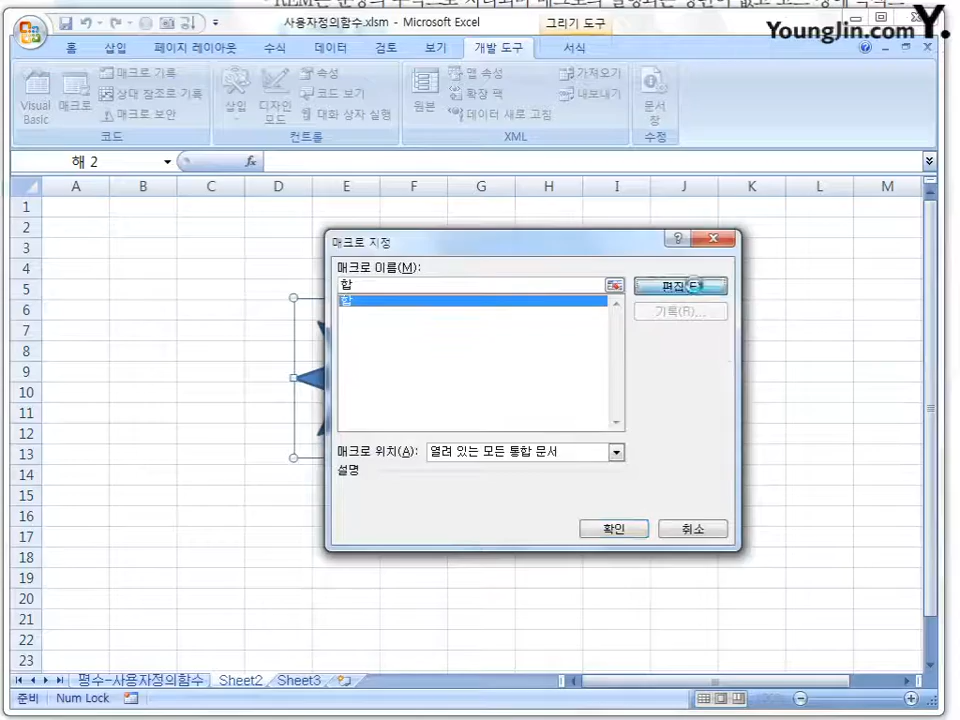 사용자정의함수.xlsm - Microsoft Excel
그리기 도구
Younglin.com Y.
홈 삽입 페이지 레이아웃 수식 데이터 검토 보기 개발 도구 서식
Visual Basic
매크로
매크로 기록
상대 참조로 기록
매크로 보안
코드
삽입
디자인 모드
속성
코드 보기
대화 상자 실행
컨트롤
원본
맵 속성
확장 팩
데이터 새로 고침
가져오기
내보내기
XML
문서 창
수정
해 2
fx
A B C D E F G H I J K L M
1
2
3
4
5
6
7
8
9
10
11
12
13
14
15
16
17
18
19
20
21
22
23
매크로 지정
매크로 이름(M):
합
합
편집(E)
기록(R)...
매크로 위치(A): 열려 있는 모든 통합 문서
설명
확인 취소
평수-사용자정의함수 Sheet2 Sheet3
준비 Num Lock